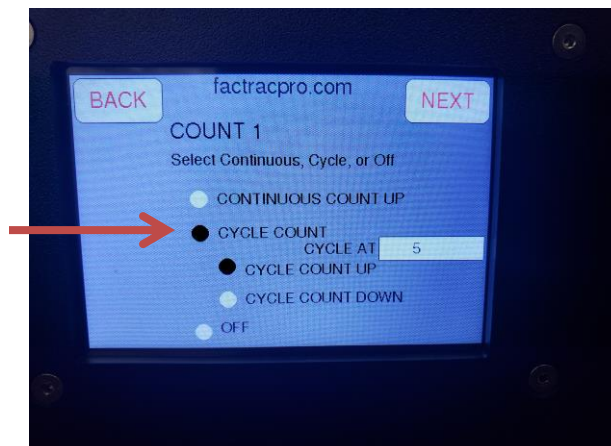 factracpro.com
BACK
NEXT
COUNT 1
Select Continuous, Cycle, or Off
CONTINUOUS COUNT UP
CYCLE COUNT
CYCLE AT 5
CYCLE COUNT UP
CYCLE COUNT DOWN
OFF